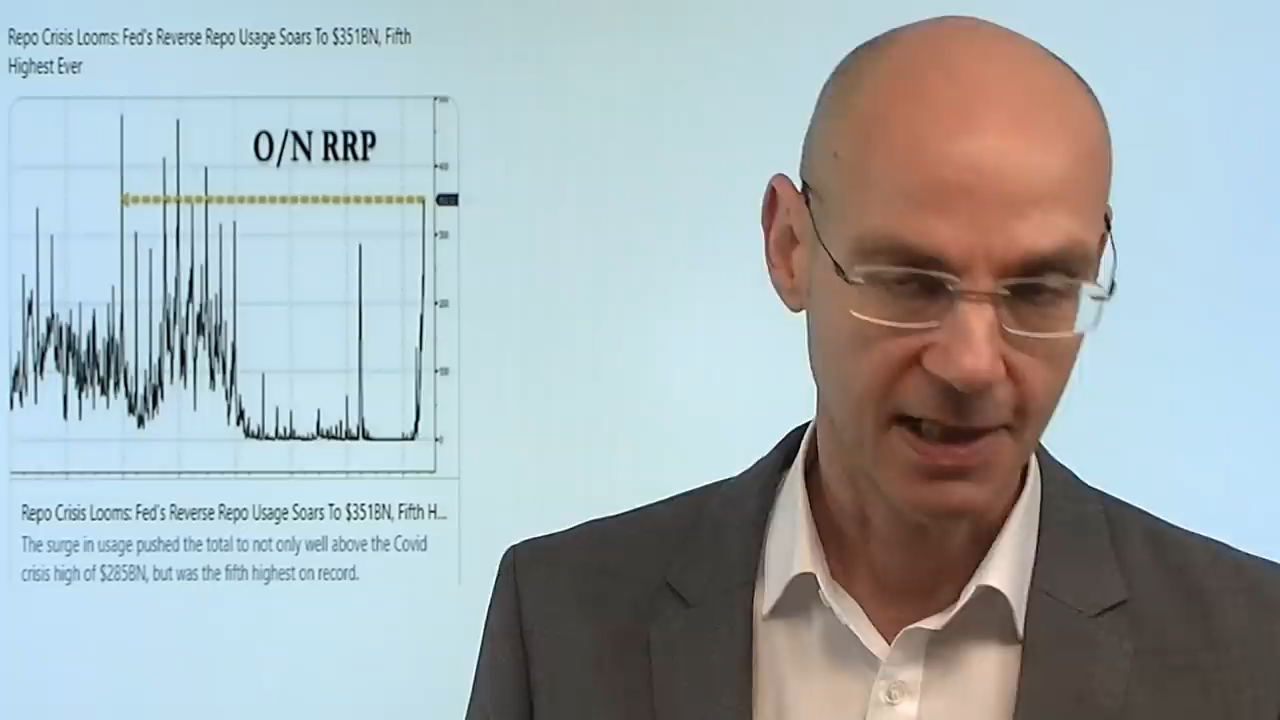 Repo Crisis Looms: Fed's Reverse Repo Usage Soars To $351BN, Fifth
Highest Ever
O/N RRP
Repo Crisis Looms: Fed's Reverse Repo Usage Soars To $351BN, Fifth H...
The surge in usage pushed the total to not only well above the Covid
crisis high of $285BN, but was the fifth highest on record.